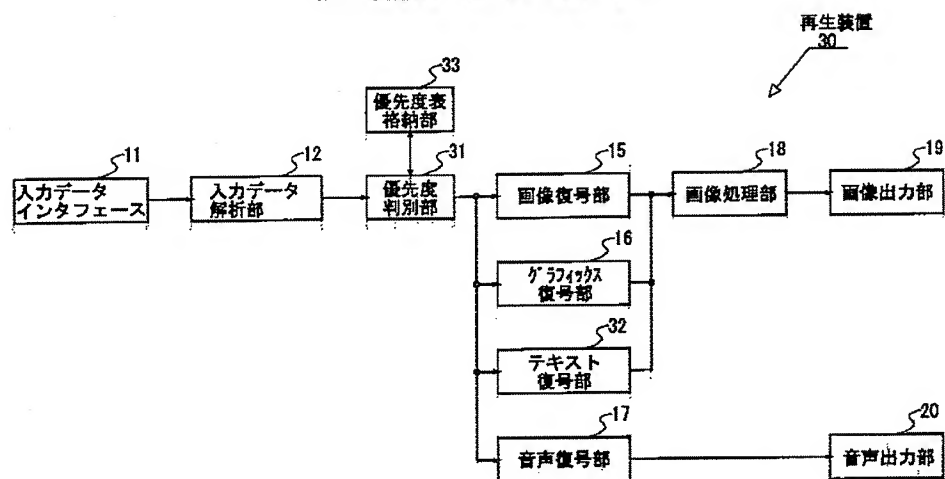 再生装置
30
33
優先度表
格納部
11
入力データ
インタフェース
12
入力データ
解析部
31
優先度
判別部
15
画像復号部
18
画像処理部
19
画像出力部
16
グラフィックス
復号部
32
テキスト
復号部
17
音声復号部
20
音声出力部